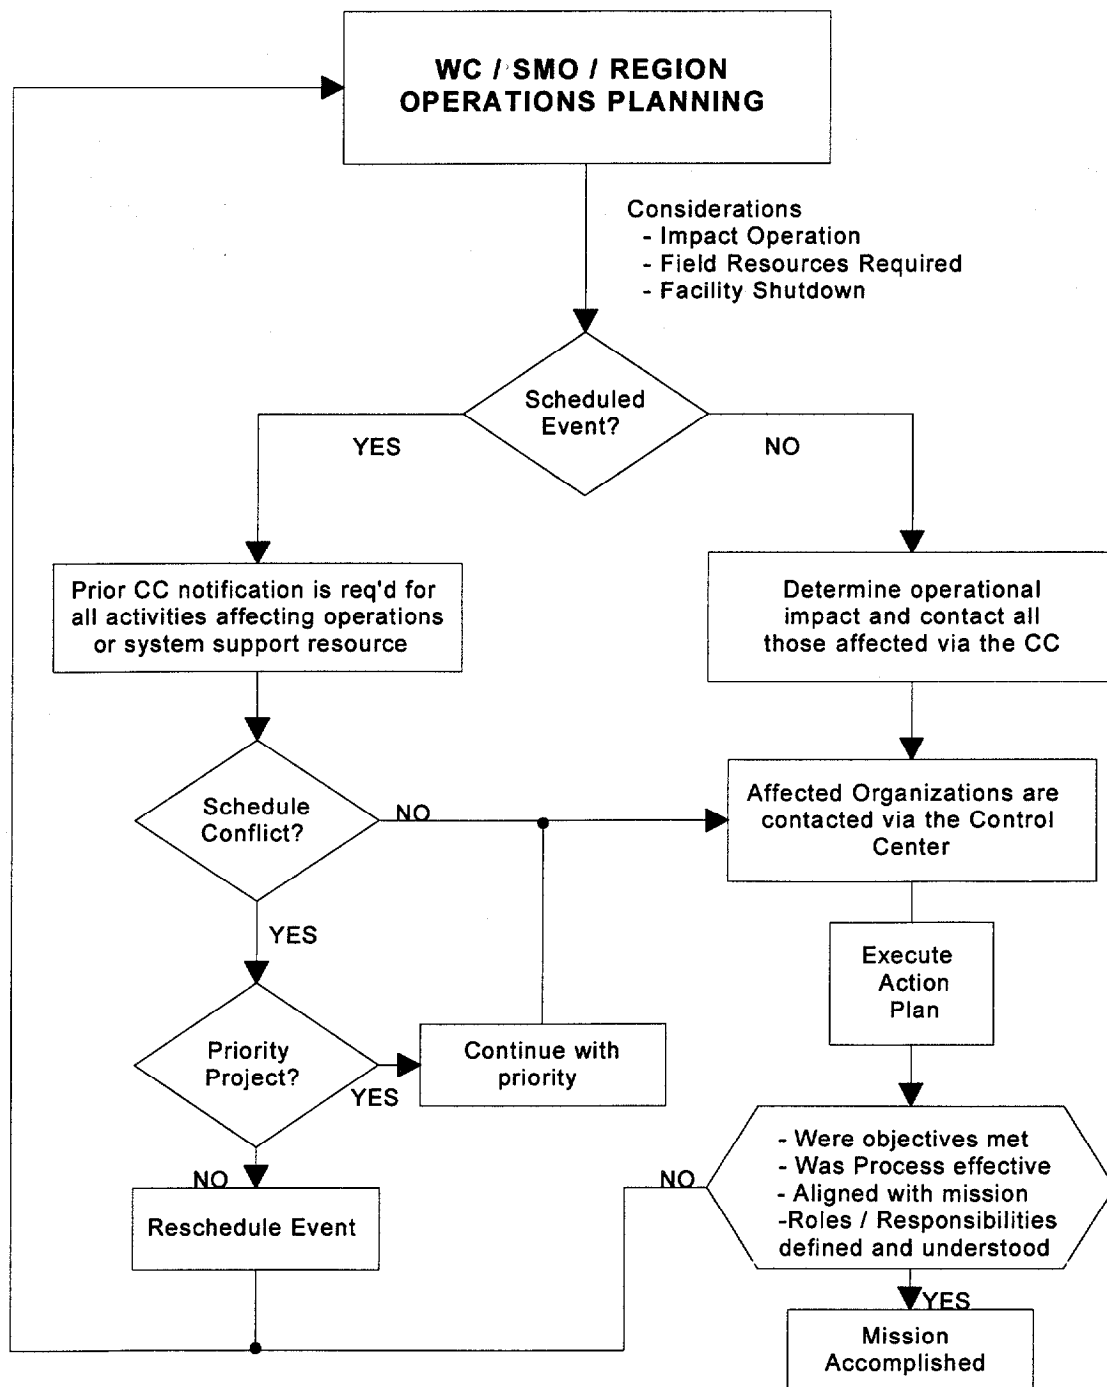 WC / SMO / REGION
OPERATIONS PLANNING
Considerations
- Impact Operation
- Field Resources Required
- Facility Shutdown
Scheduled
Event?
YES
NO
Prior CC notification is req'd for
all activities affecting operations
or system support resource
Determine operational
impact and contact all
those affected via the CC
Schedule
Conflict?
NO
Affected Organizations are
contacted via the Control
Center
YES
Execute
Action
Plan
Priority
Project?
YES
Continue with
priority
NO
Reschedule Event
- Were objectives met
- Was Process effective
- Aligned with mission
-Roles / Responsibilities
defined and understood
NO
YES
Mission
Accomplished